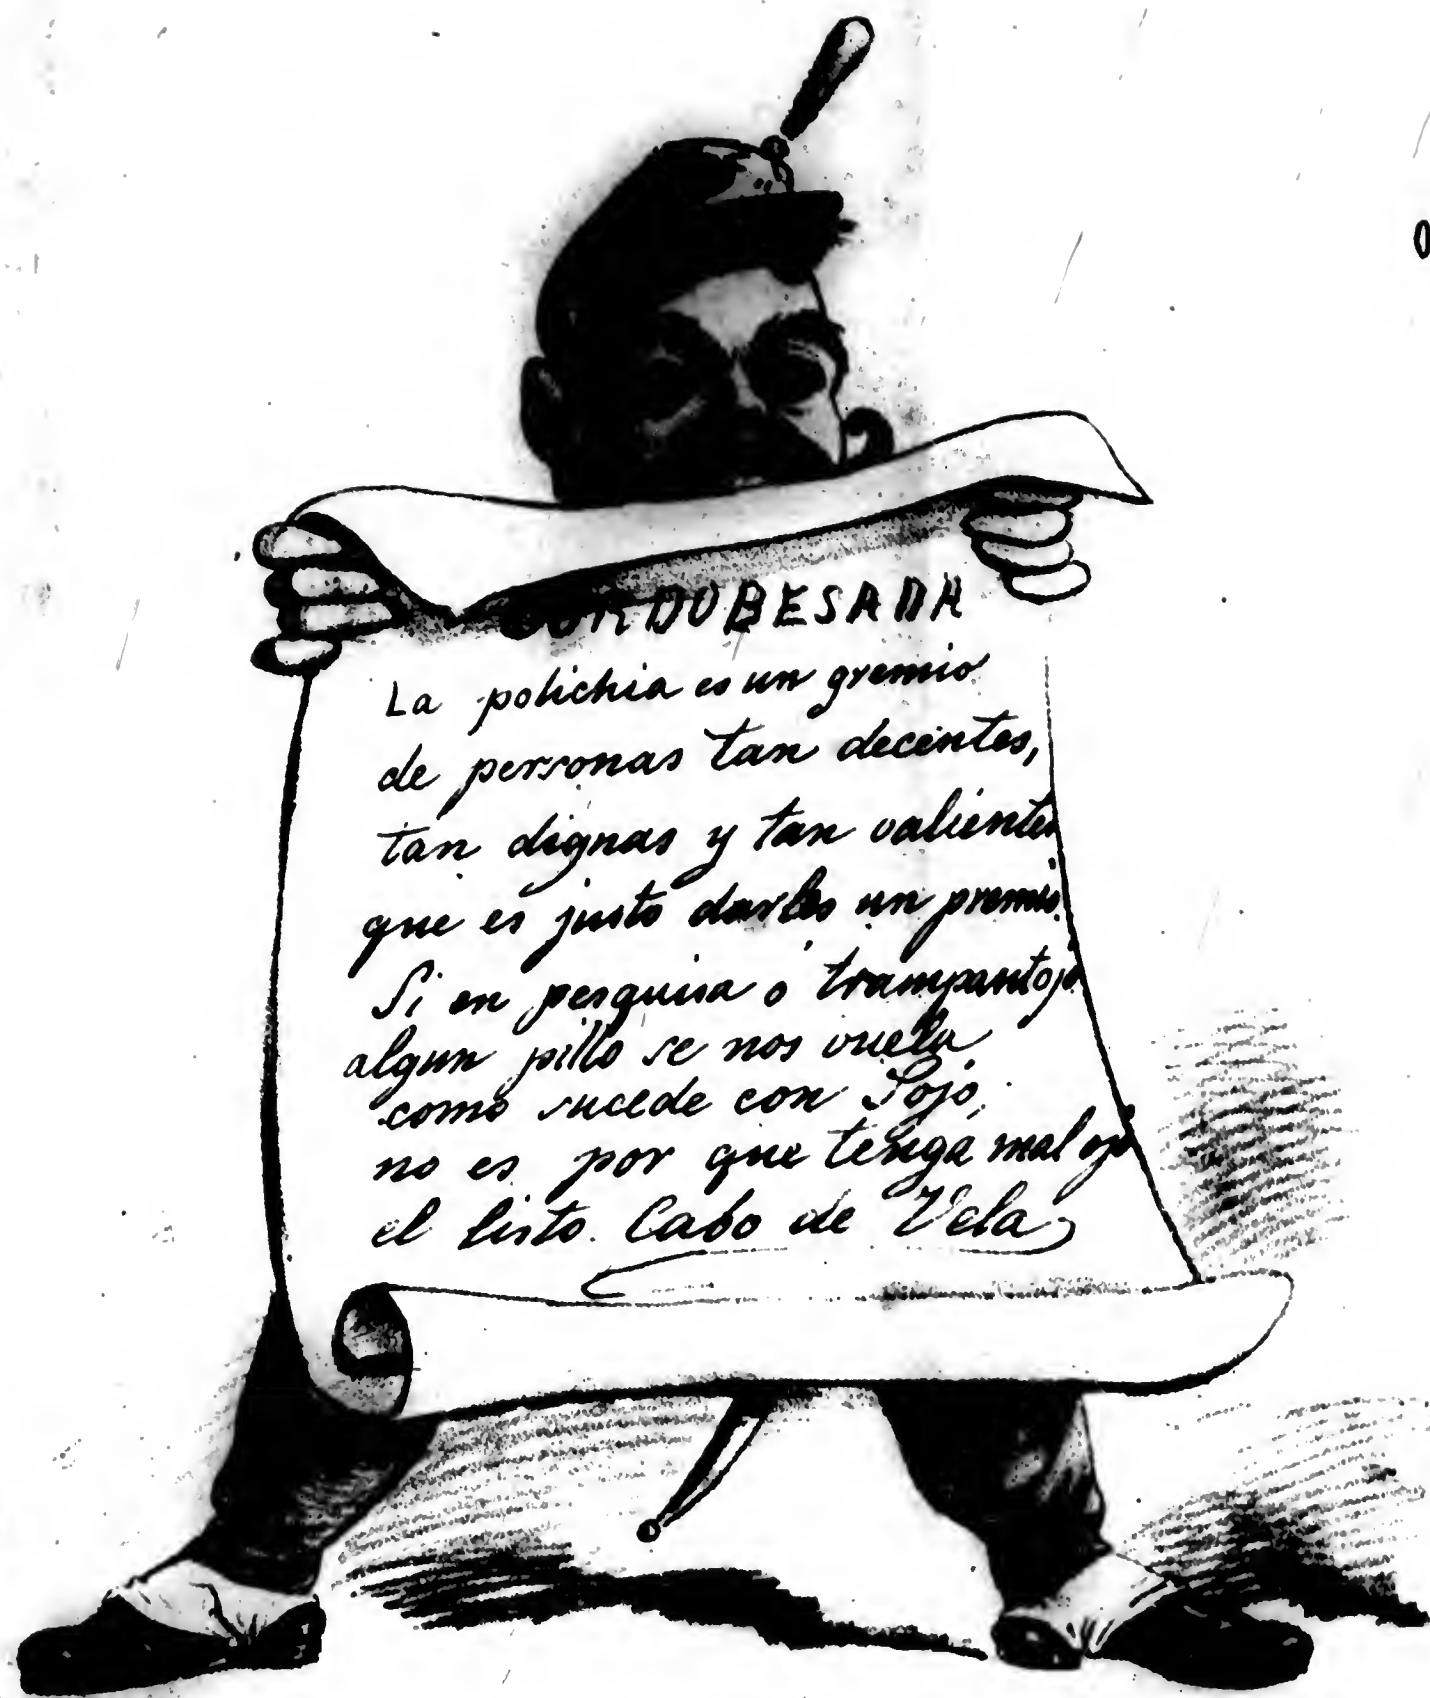 CORDOBESADA
La polichia es un gremio
de personas tan decentes,
tan dignas y tan valientes
que es justo darles un premio.
Si en pesquisa o trampantojo
algun pillo se nos vuela
como sucede con Sojo,
no es por que tenga mal ojo
el listo. Cabo de Vela